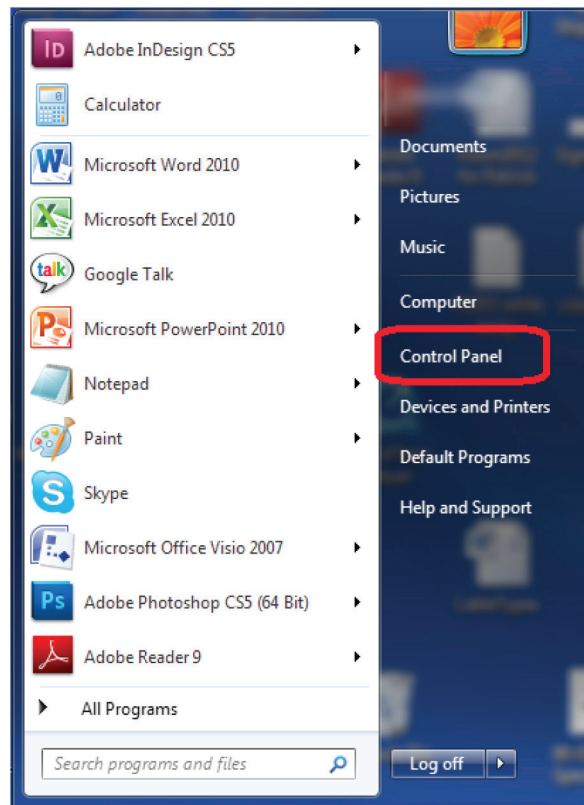 ID Adobe InDesign CS5
Calculator
Microsoft Word 2010
Microsoft Excel 2010
talk Google Talk
Microsoft PowerPoint 2010
Notepad
Paint
Skype
Microsoft Office Visio 2007
Ps Adobe Photoshop CS5 (64 Bit)
Adobe Reader 9
All Programs
Search programs and files
Documents
Pictures
Music
Computer
Control Panel
Devices and Printers
Default Programs
Help and Support
Log off